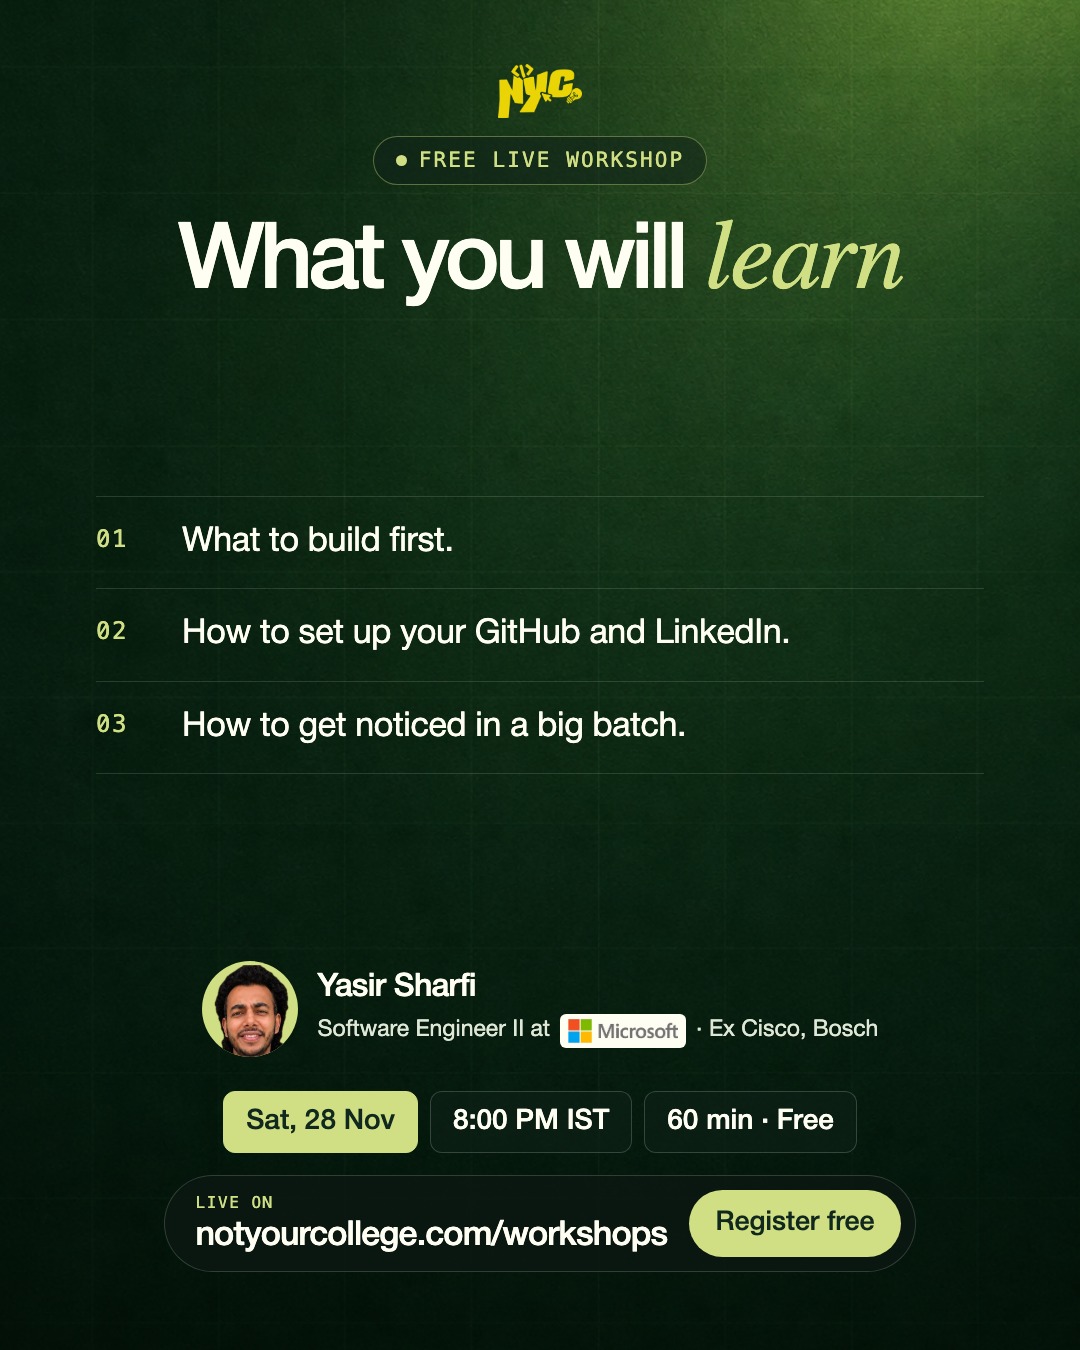 NYC
FREE LIVE WORKSHOP
What you will learn
01 What to build first.
02 How to set up your GitHub and LinkedIn.
03 How to get noticed in a big batch.
Yasir Sharfi
Software Engineer II at Microsoft · Ex Cisco, Bosch
Sat, 28 Nov 8:00 PM IST 60 min · Free
LIVE ON
notyourcollege.com/workshops Register free